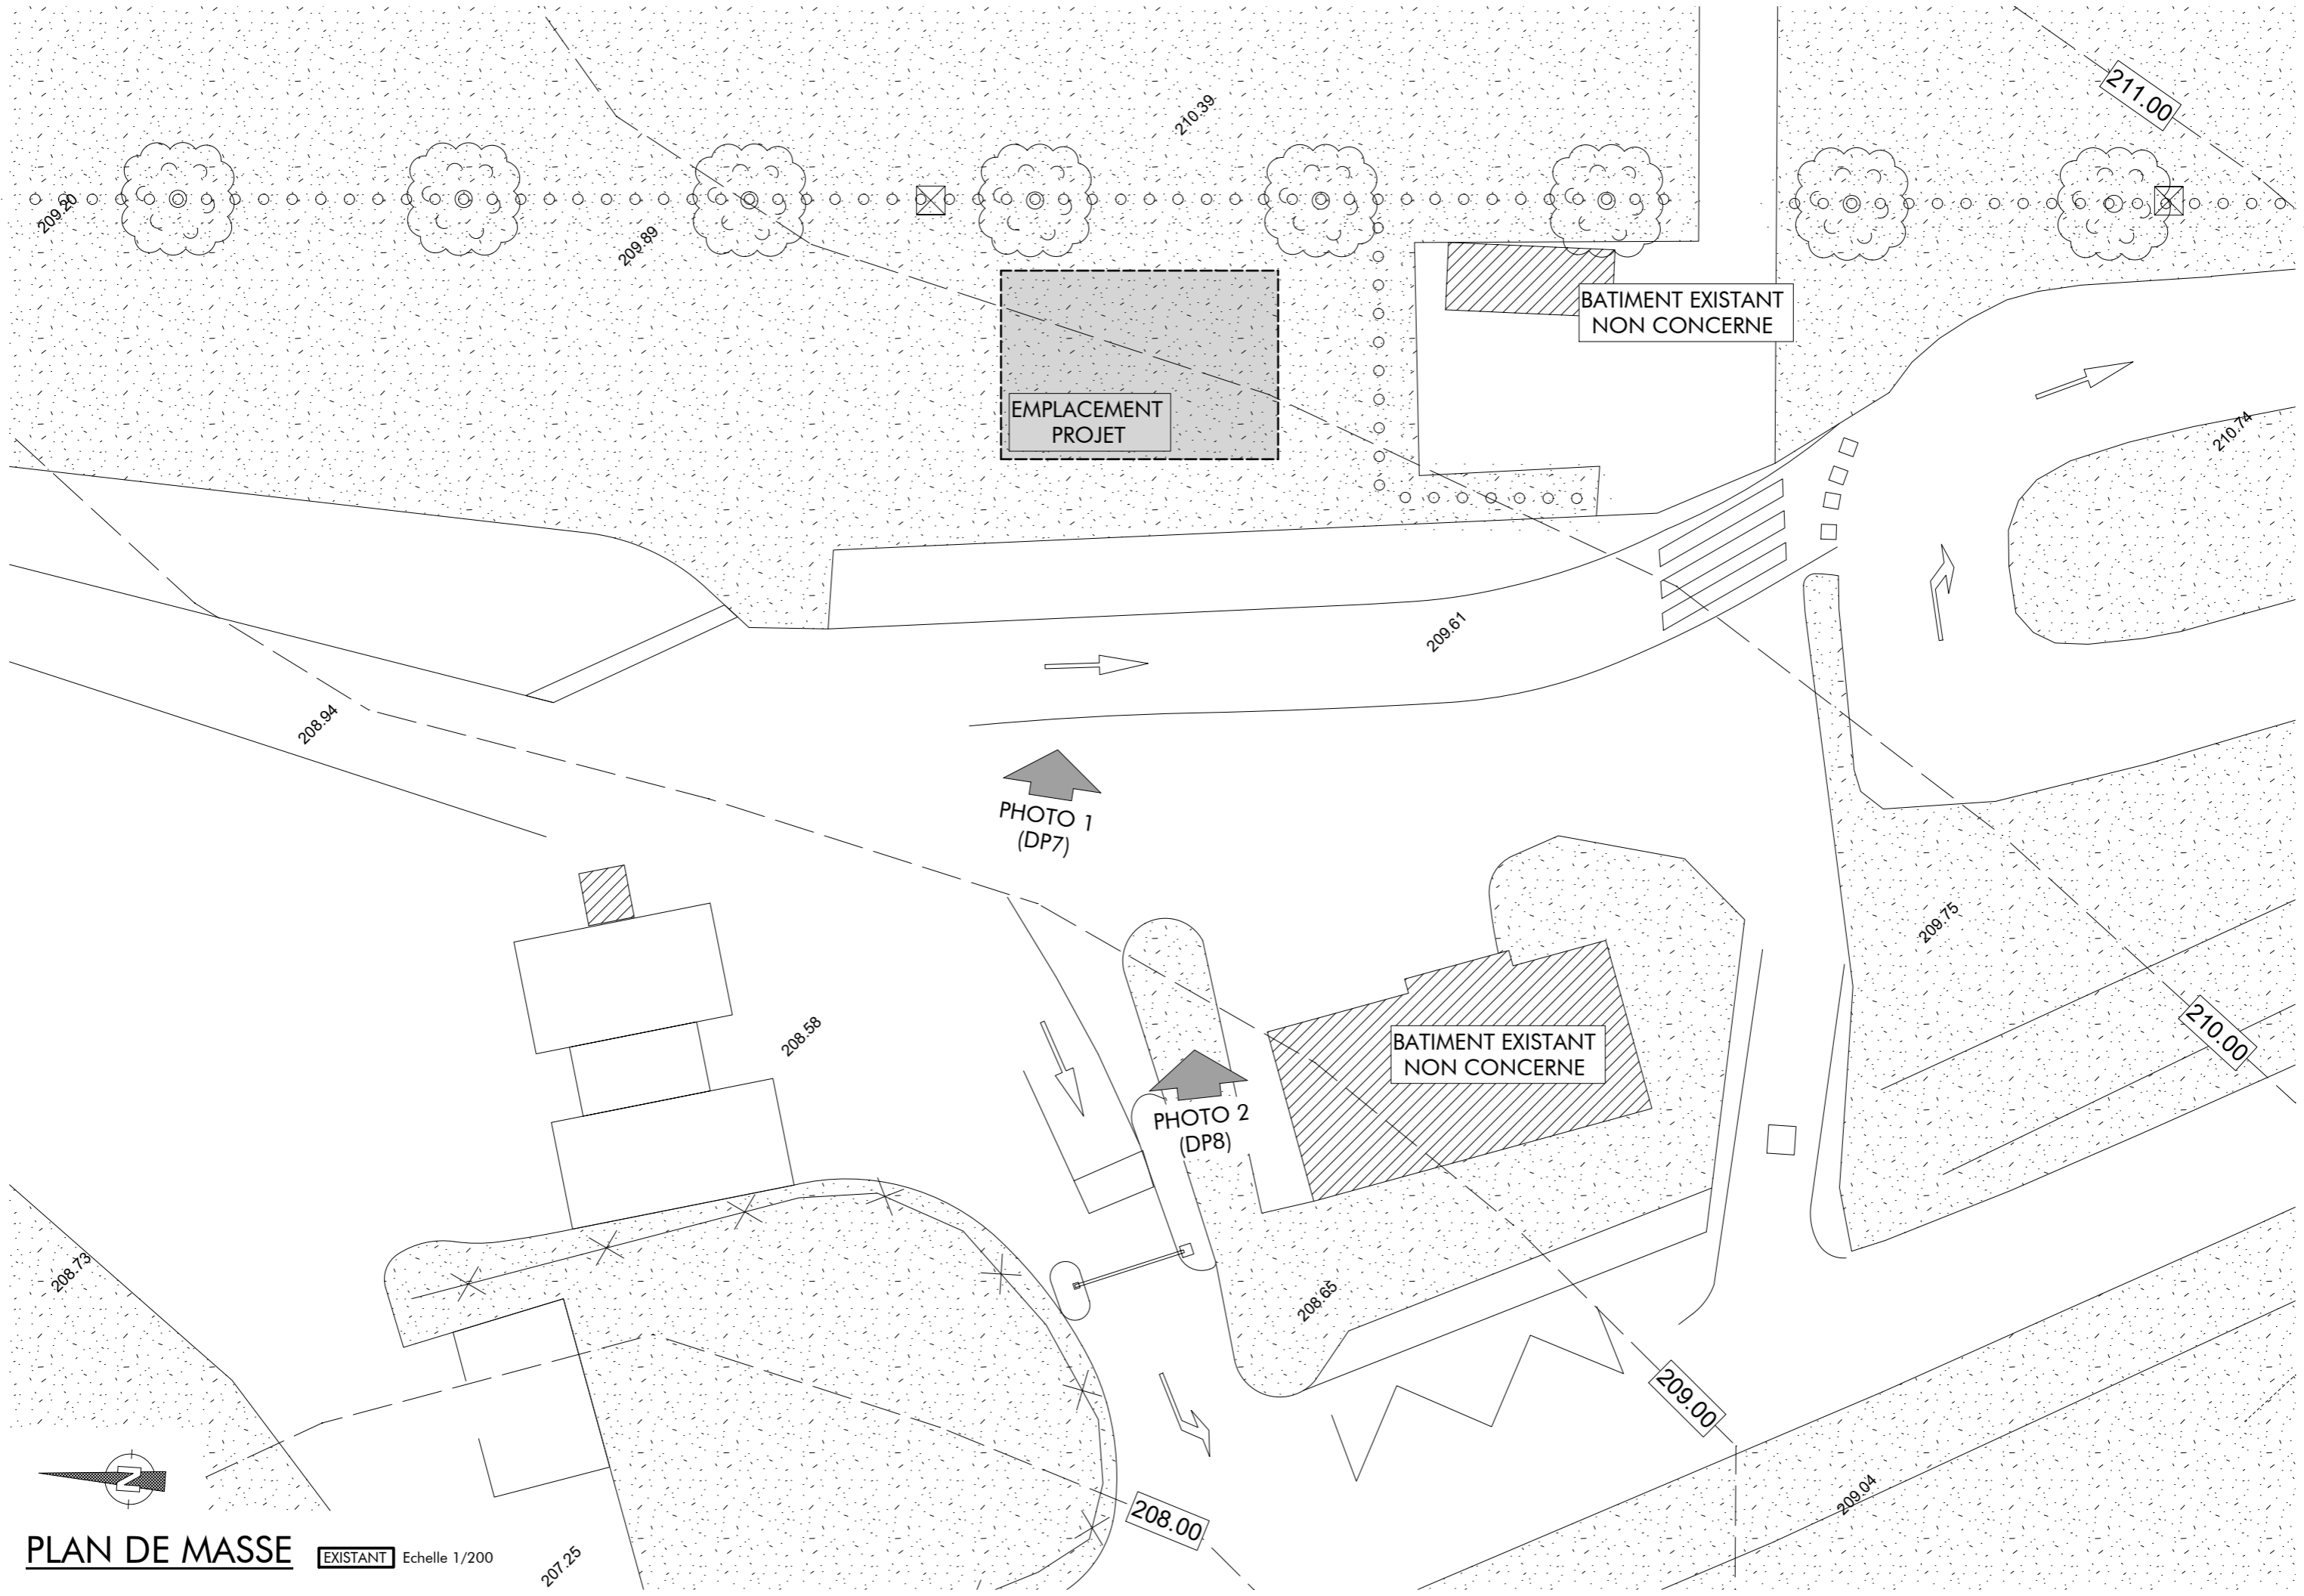 211.00
210.39
209.20
209.89
BATIMENT EXISTANT
NON CONCERNE
EMPLACEMENT
PROJET
210.74
209.61
208.94
PHOTO 1
(DP7)
209.75
208.58
BATIMENT EXISTANT
NON CONCERNE
210.00
PHOTO 2
(DP8)
208.73
208.65
209.00
N
208.00
209.04
PLAN DE MASSE
EXISTANT Echelle 1/200
207.25